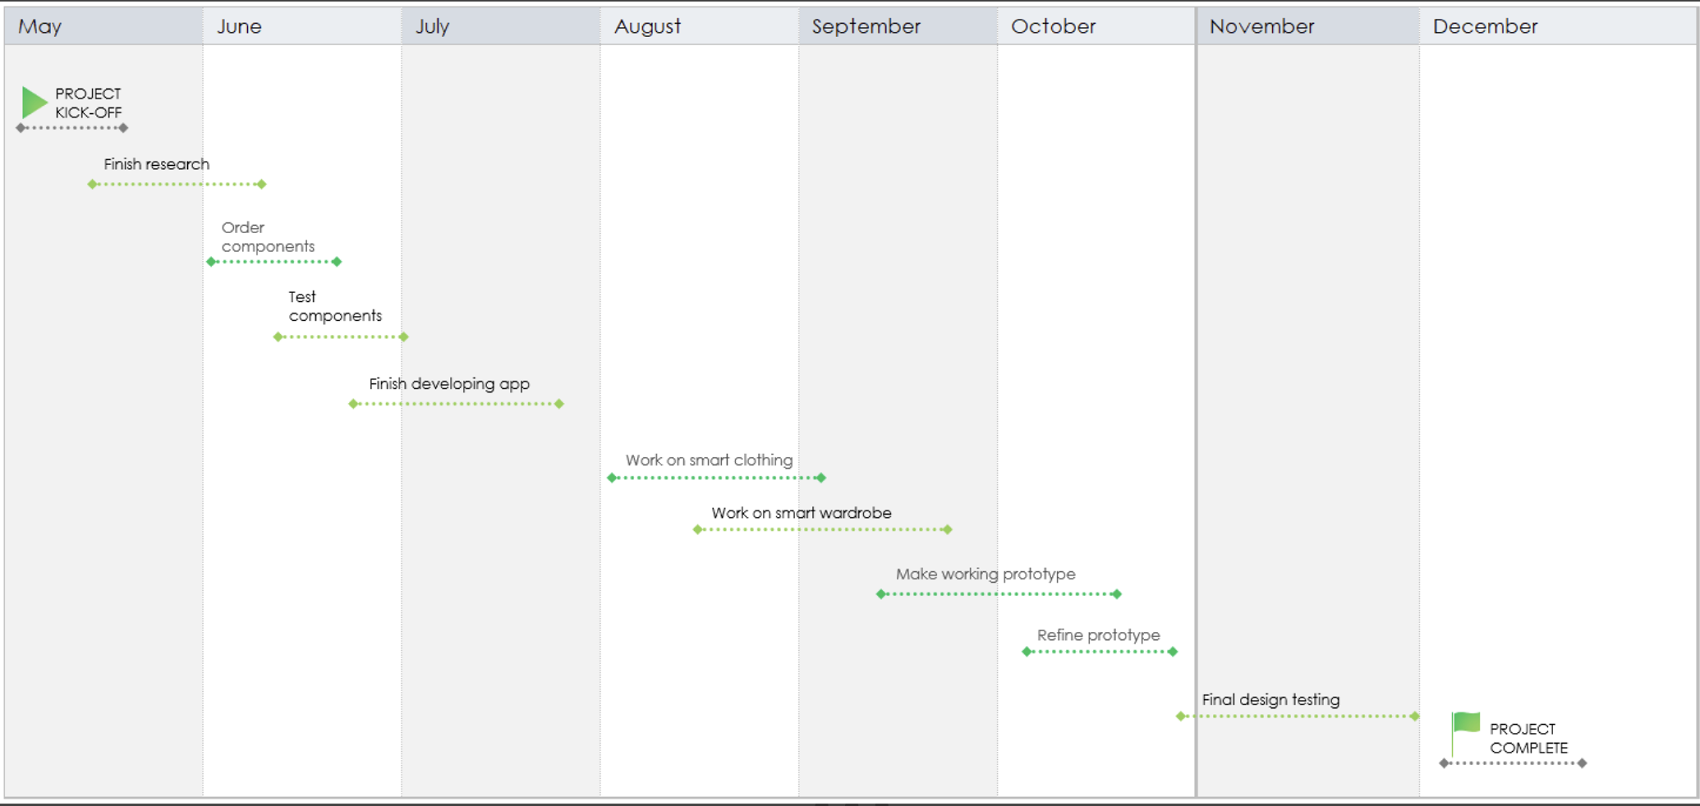 May
June
July
August
September
October
November
December
PROJECT
KICK-OFF
Finish research
Order
components
Test
components
Finish developing app
Work on smart clothing
Work on smart wardrobe
Make working prototype
Refine prototype
Final design testing
PROJECT
COMPLETE